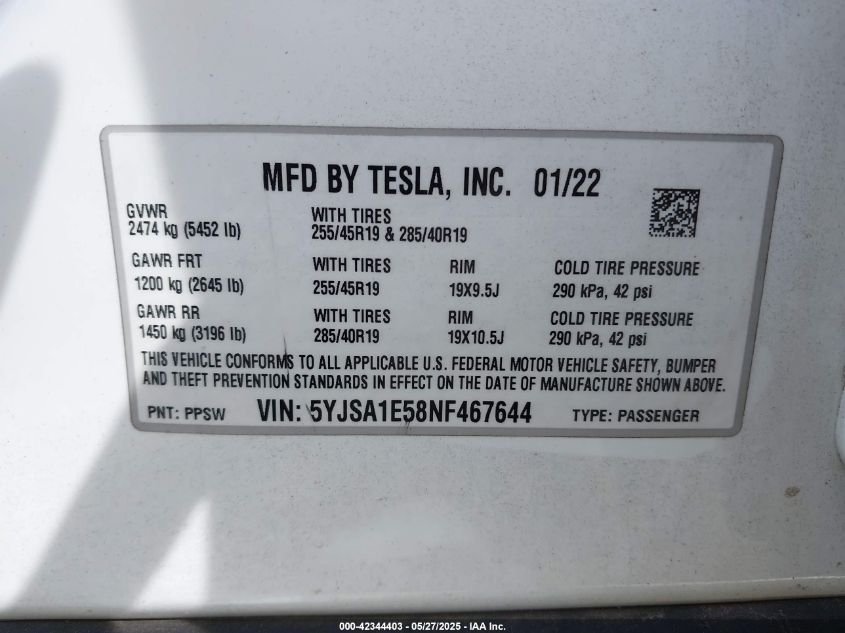 MFD BY TESLA, INC. 01/22
GVWR WITH TIRES
2474 kg (5452 lb) 255/45R19 & 285/40R19
GAWR FRT WITH TIRES RIM COLD TIRE PRESSURE
1200 kg (2645 lb) 255/45R19 19X9.5J 290 kPa, 42 psi
GAWR RR WITH TIRES RIM COLD TIRE PRESSURE
1450 kg (3196 lb) 285/40R19 19X10.5J 290 kPa, 42 psi
THIS VEHICLE CONFORMS TO ALL APPLICABLE U.S. FEDERAL MOTOR VEHICLE SAFETY, BUMPER
AND THEFT PREVENTION STANDARDS IN EFFECT ON THE DATE OF MANUFACTURE SHOWN ABOVE.
PNT: PPSW VIN: 5YJSA1E58NF467644 TYPE: PASSENGER
000-42344403 - 05/27/2025 - IAA Inc.